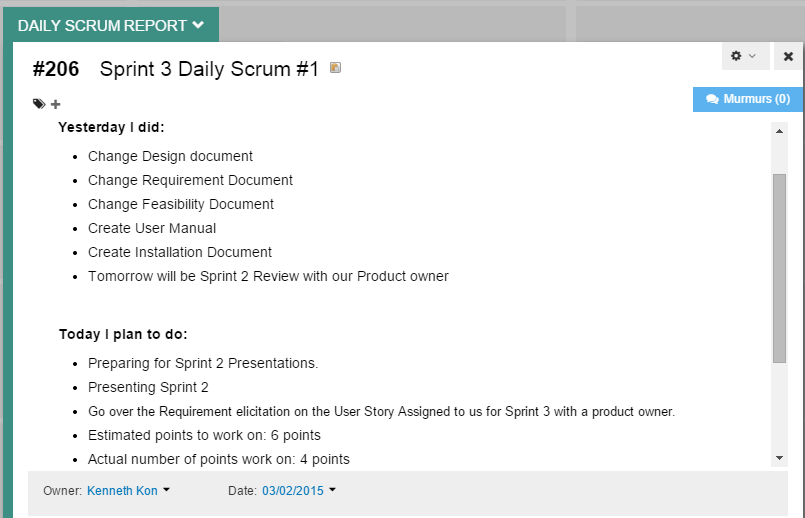 DAILY SCRUM REPORT
#206 Sprint 3 Daily Scrum #1
Murmurs (0)
Yesterday I did:
Change Design document
Change Requirement Document
Change Feasibility Document
Create User Manual
Create Installation Document
Tomorrow will be Sprint 2 Review with our Product owner
Today I plan to do:
Preparing for Sprint 2 Presentations.
Presenting Sprint 2
Go over the Requirement elicitation on the User Story Assigned to us for Sprint 3 with a product owner.
Estimated points to work on: 6 points
Actual number of points work on: 4 points
Owner: Kenneth Kon Date: 03/02/2015